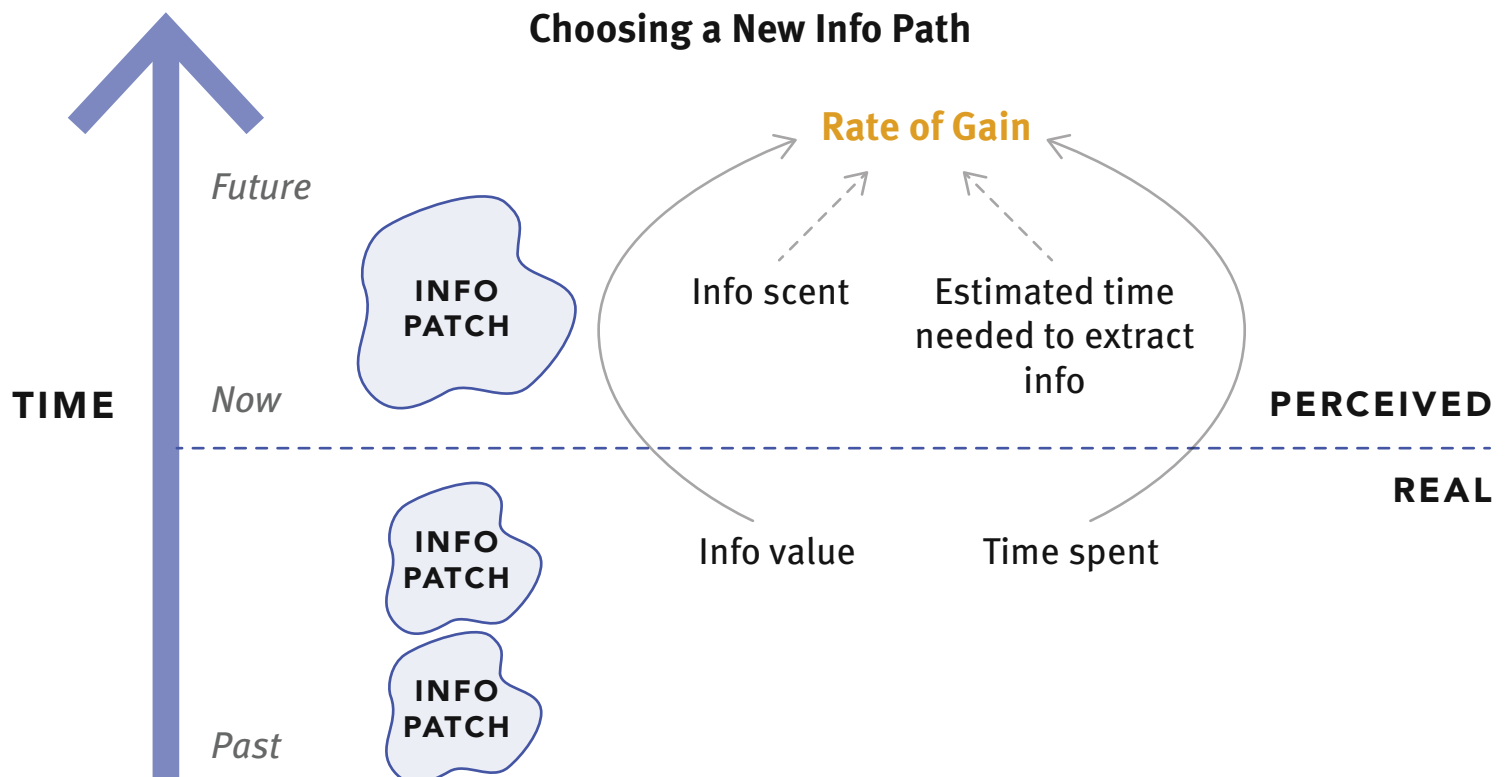 Choosing a New Info Path
Rate of Gain
Future
INFO
PATCH
Info scent
Estimated time
needed to extract
info
TIME
Now
PERCEIVED
REAL
INFO
PATCH
Info value
Time spent
INFO
PATCH
Past